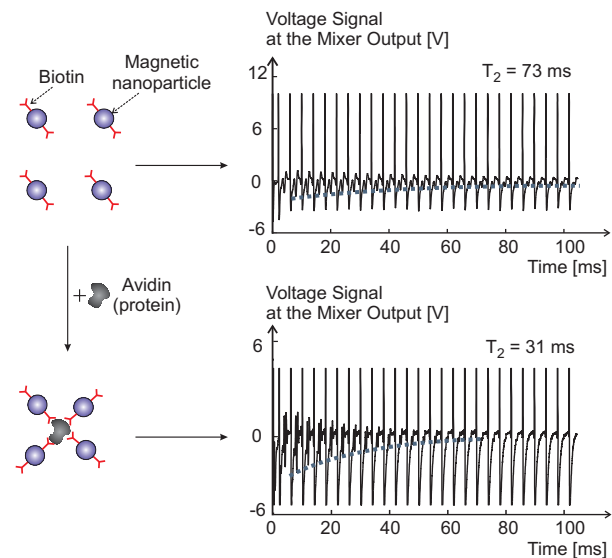 Voltage Signal
at the Mixer Output [V]
Biotin
Magnetic
nanoparticle
T2 = 73 ms
12
6
0
-6
0 20 40 60 80 100
Time [ms]
+
Avidin
(protein)
Voltage Signal
at the Mixer Output [V]
T2 = 31 ms
6
0
-6
0 20 40 60 80 100
Time [ms]